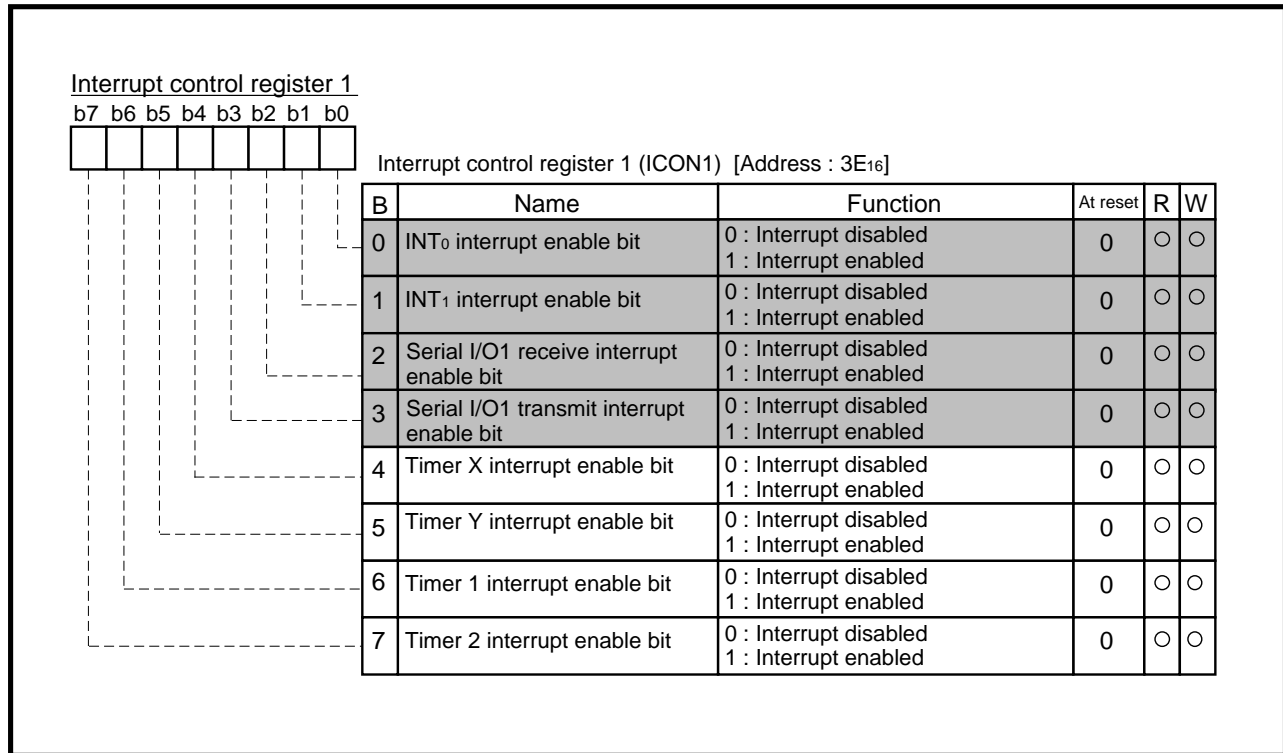 Interrupt control register 1
b7 b6 b5 b4 b3 b2 b1 b0
Interrupt control register 1 (ICON1) [Address : 3E16]
B Name Function At reset R W
0 INT0 interrupt enable bit 0 : Interrupt disabled 0 ○ ○
1 : Interrupt enabled
1 INT1 interrupt enable bit 0 : Interrupt disabled 0 ○ ○
1 : Interrupt enabled
2 Serial I/O1 receive interrupt 0 : Interrupt disabled 0 ○ ○
enable bit 1 : Interrupt enabled
3 Serial I/O1 transmit interrupt 0 : Interrupt disabled 0 ○ ○
enable bit 1 : Interrupt enabled
4 Timer X interrupt enable bit 0 : Interrupt disabled 0 ○ ○
1 : Interrupt enabled
5 Timer Y interrupt enable bit 0 : Interrupt disabled 0 ○ ○
1 : Interrupt enabled
6 Timer 1 interrupt enable bit 0 : Interrupt disabled 0 ○ ○
1 : Interrupt enabled
7 Timer 2 interrupt enable bit 0 : Interrupt disabled 0 ○ ○
1 : Interrupt enabled